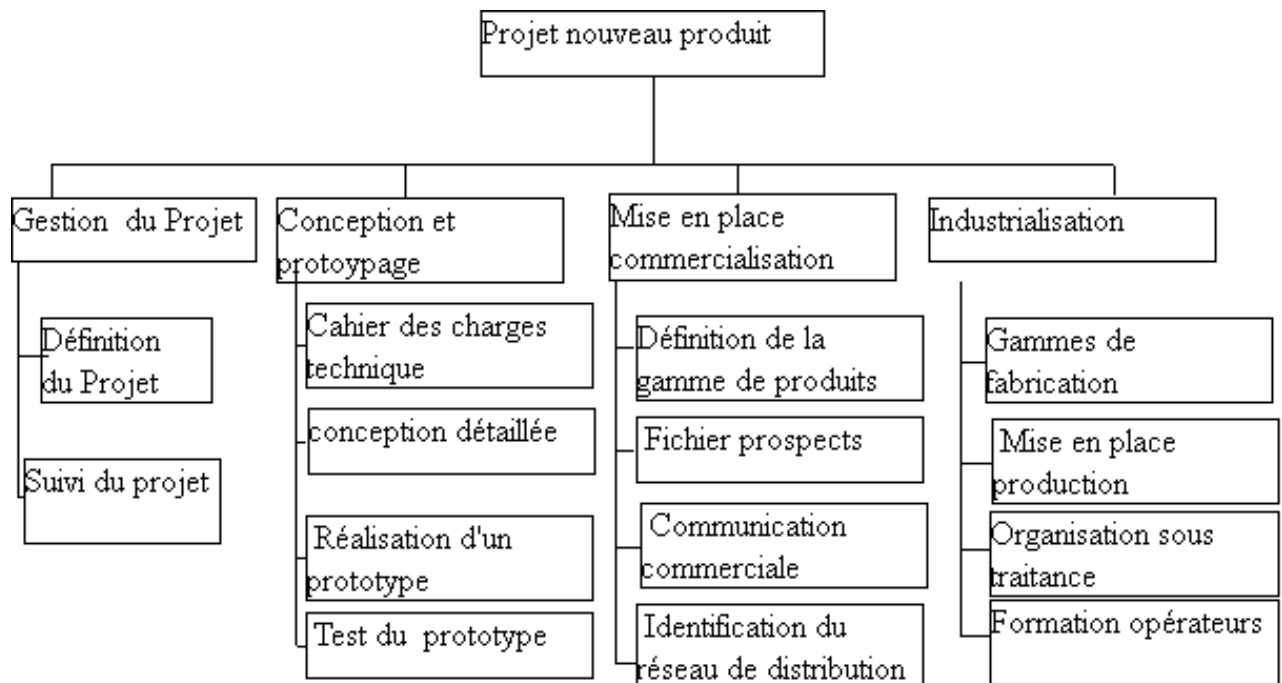 Projet nouveau produit
Gestion du Projet
Définition
du Projet
Suivi du projet
Conception et
protoypage
Cahier des charges
technique
conception détaillée
Réalisation d'un
prototype
Test du prototype
Mise en place
commercialisation
Définition de la
gamme de produits
Fichier prospects
Communication
commerciale
Identification du
réseau de distribution
Industrialisation
Gammes de
fabrication
Mise en place
production
Organisation sous
traitance
Formation opérateurs